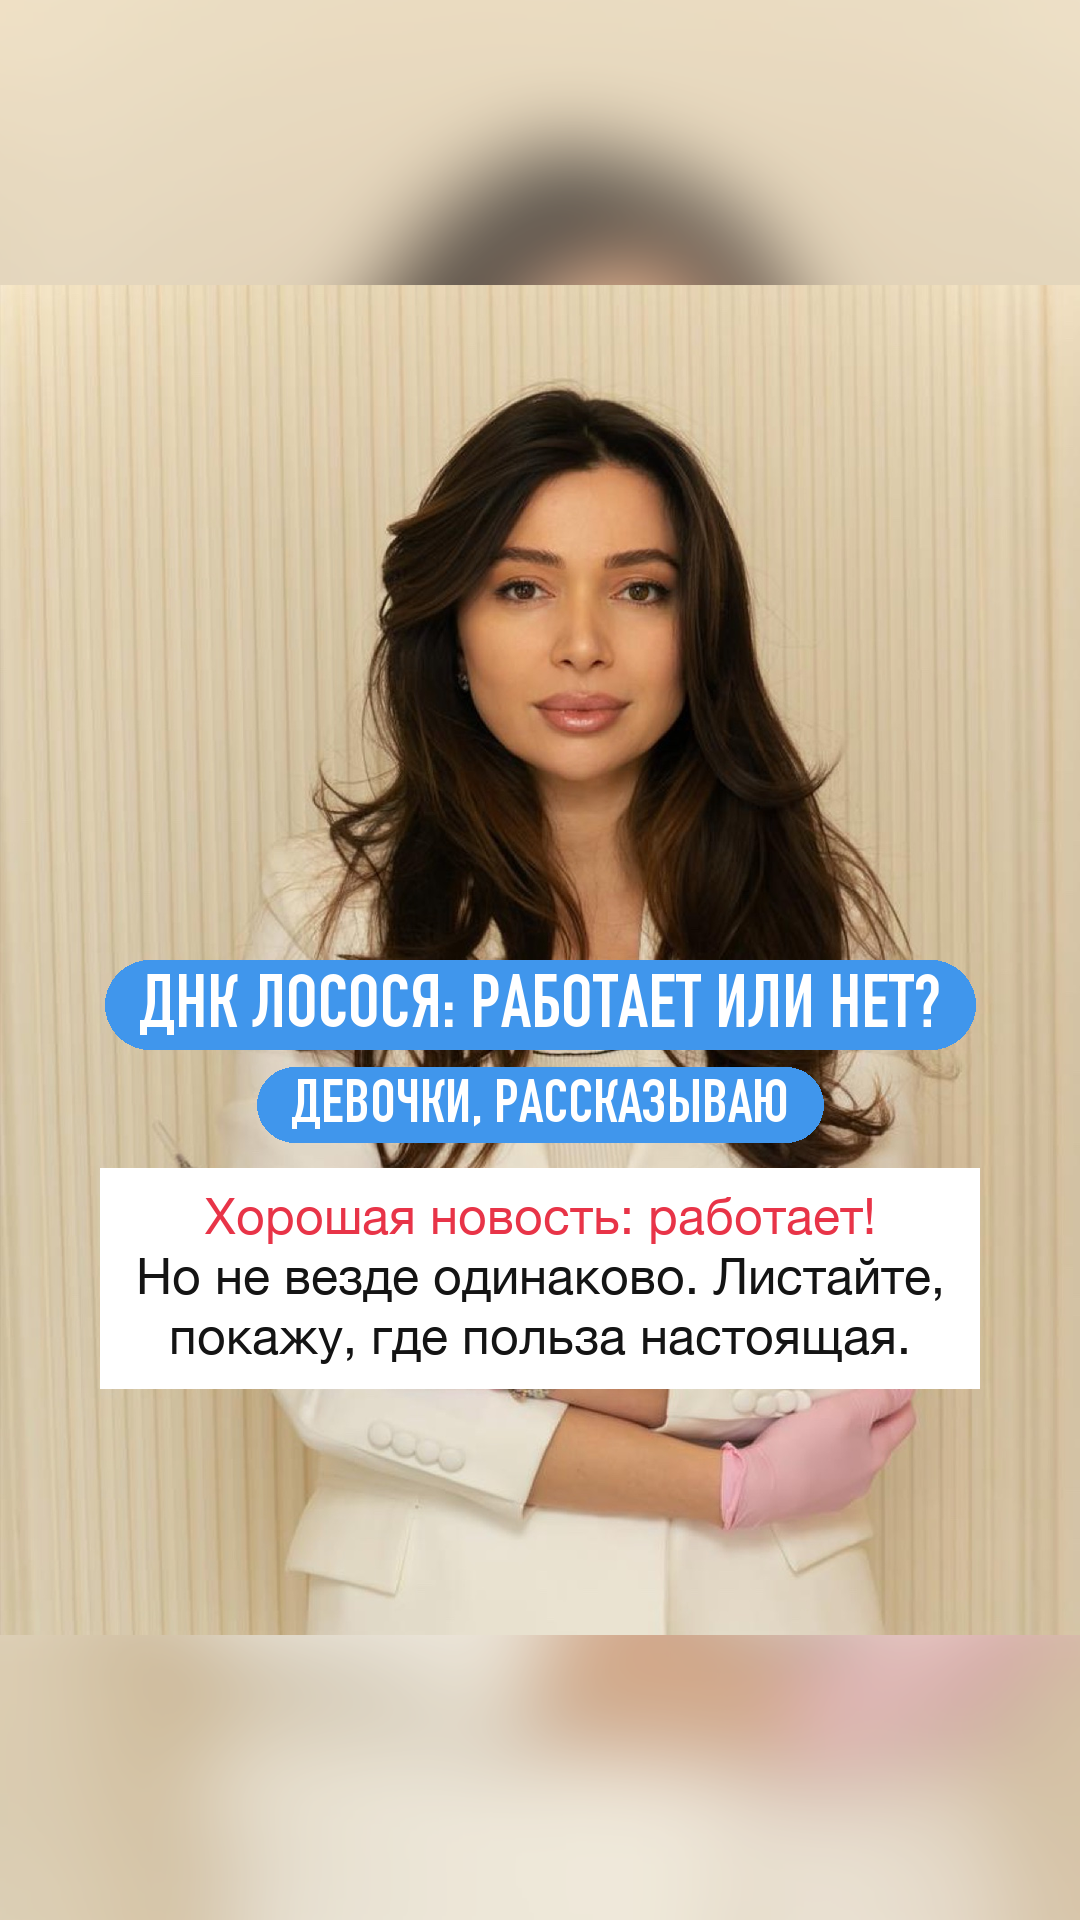 ДНК ЛОСОСЯ: РАБОТАЕТ ИЛИ НЕТ?
ДЕВОЧКИ, РАССКАЗЫВАЮ
Хорошая новость: работает!
Но не везде одинаково. Листайте,
покажу, где польза настоящая.